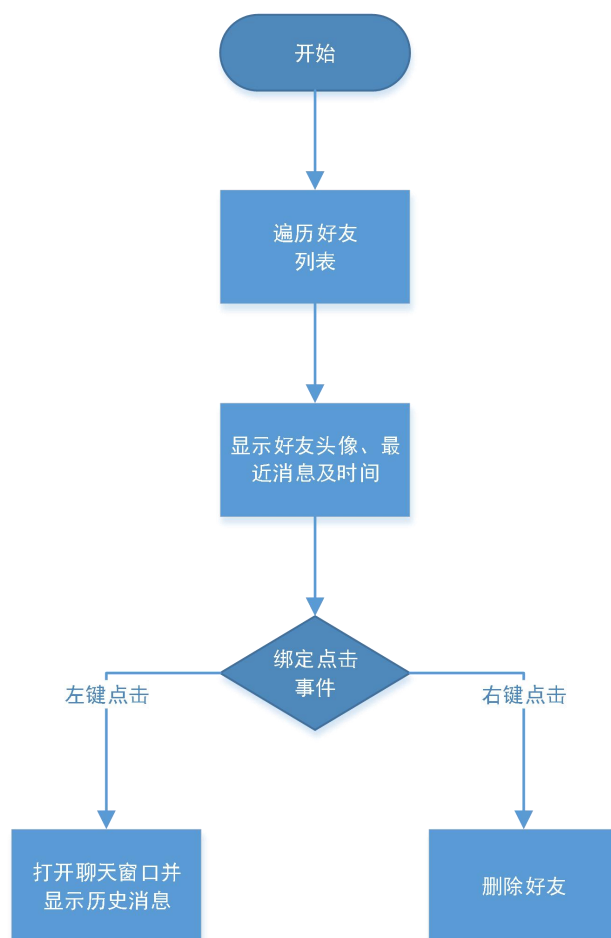 开始
遍历好友
列表
显示好友头像、最
近消息及时间
绑定点击
事件
左键点击
右键点击
打开聊天窗口并
显示历史消息
删除好友